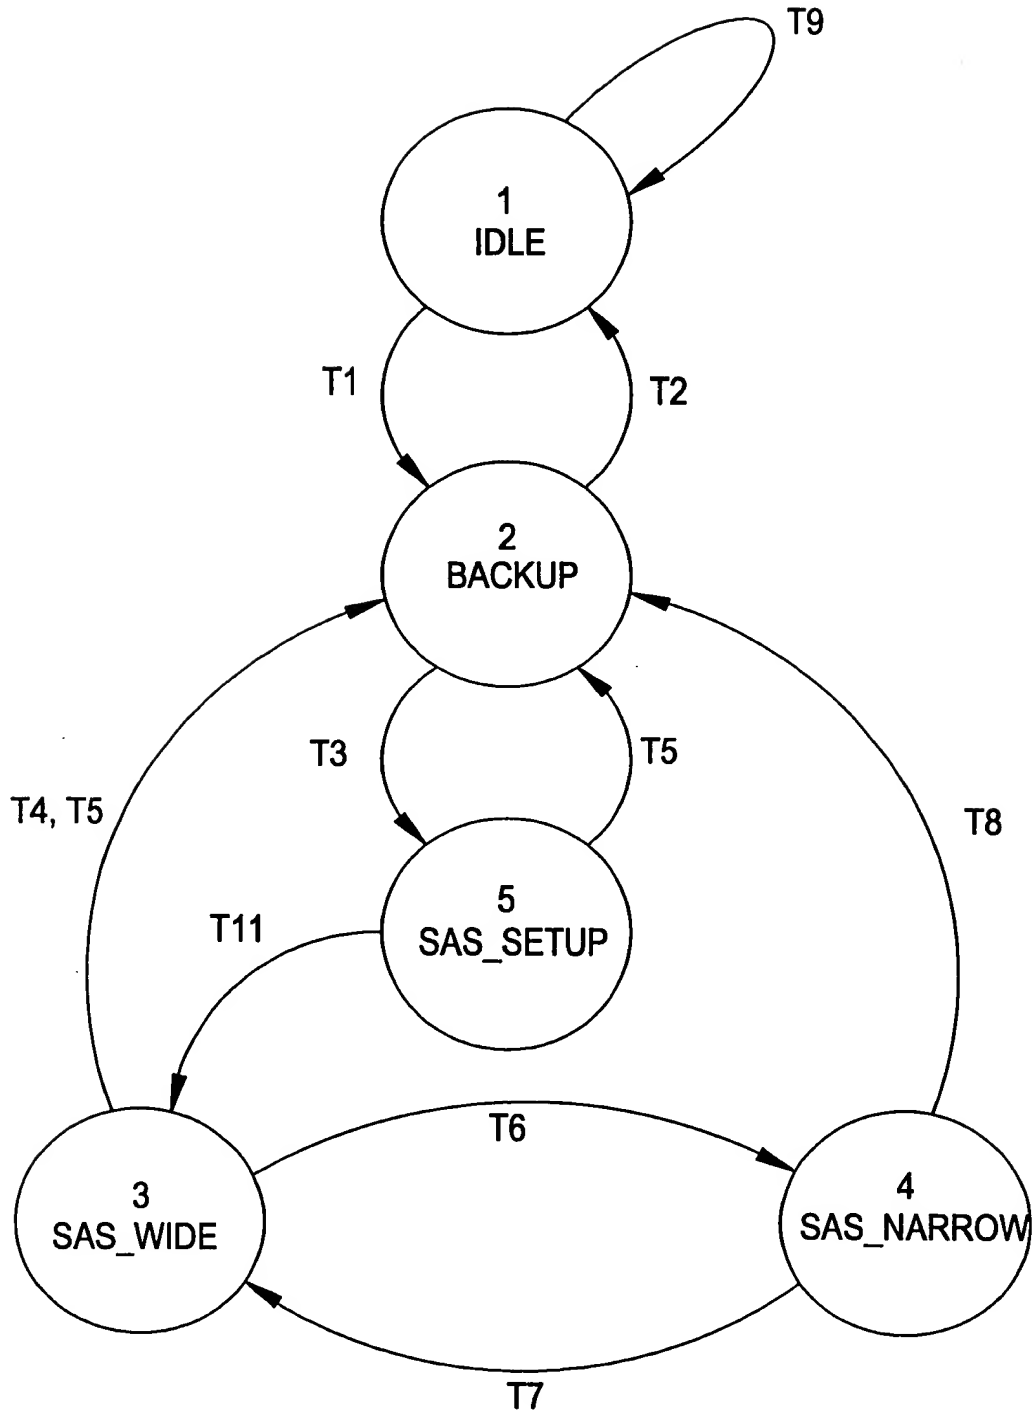 T9
1
IDLE
T1
T2
2
BACKUP
T3
T5
T4, T5
T8
5
SAS_SETUP
T11
T6
3
SAS_WIDE
4
SAS_NARROW
T7